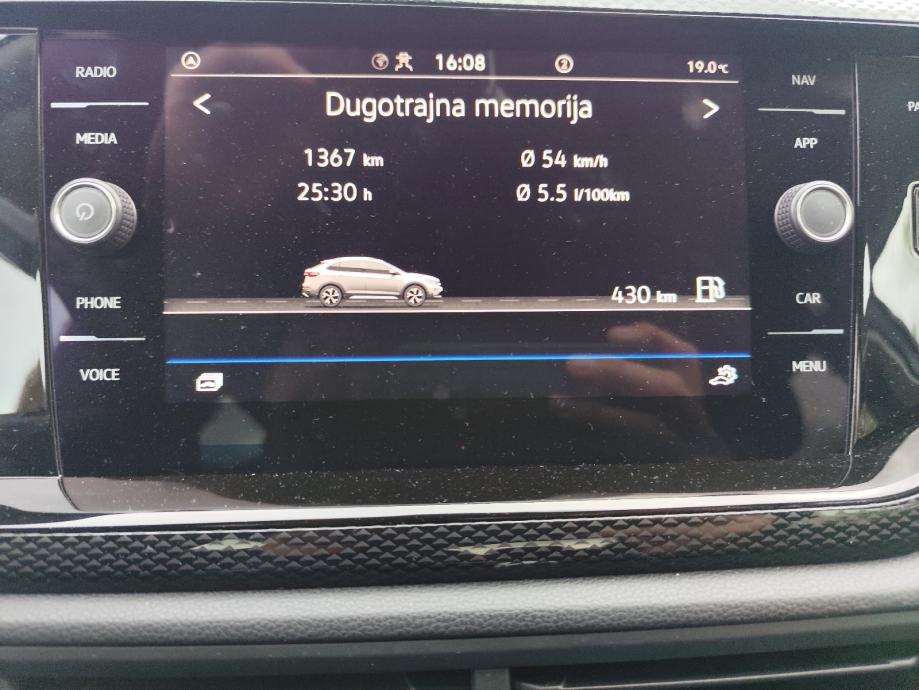 RADIO
MEDIA
PHONE
VOICE
16:08
2
19.0°C
< Dugotrajna memorija >
1367 km
Ø 54 km/h
25:30 h
Ø 5.5 l/100km
430 km
NAV
APP
CAR
MENU